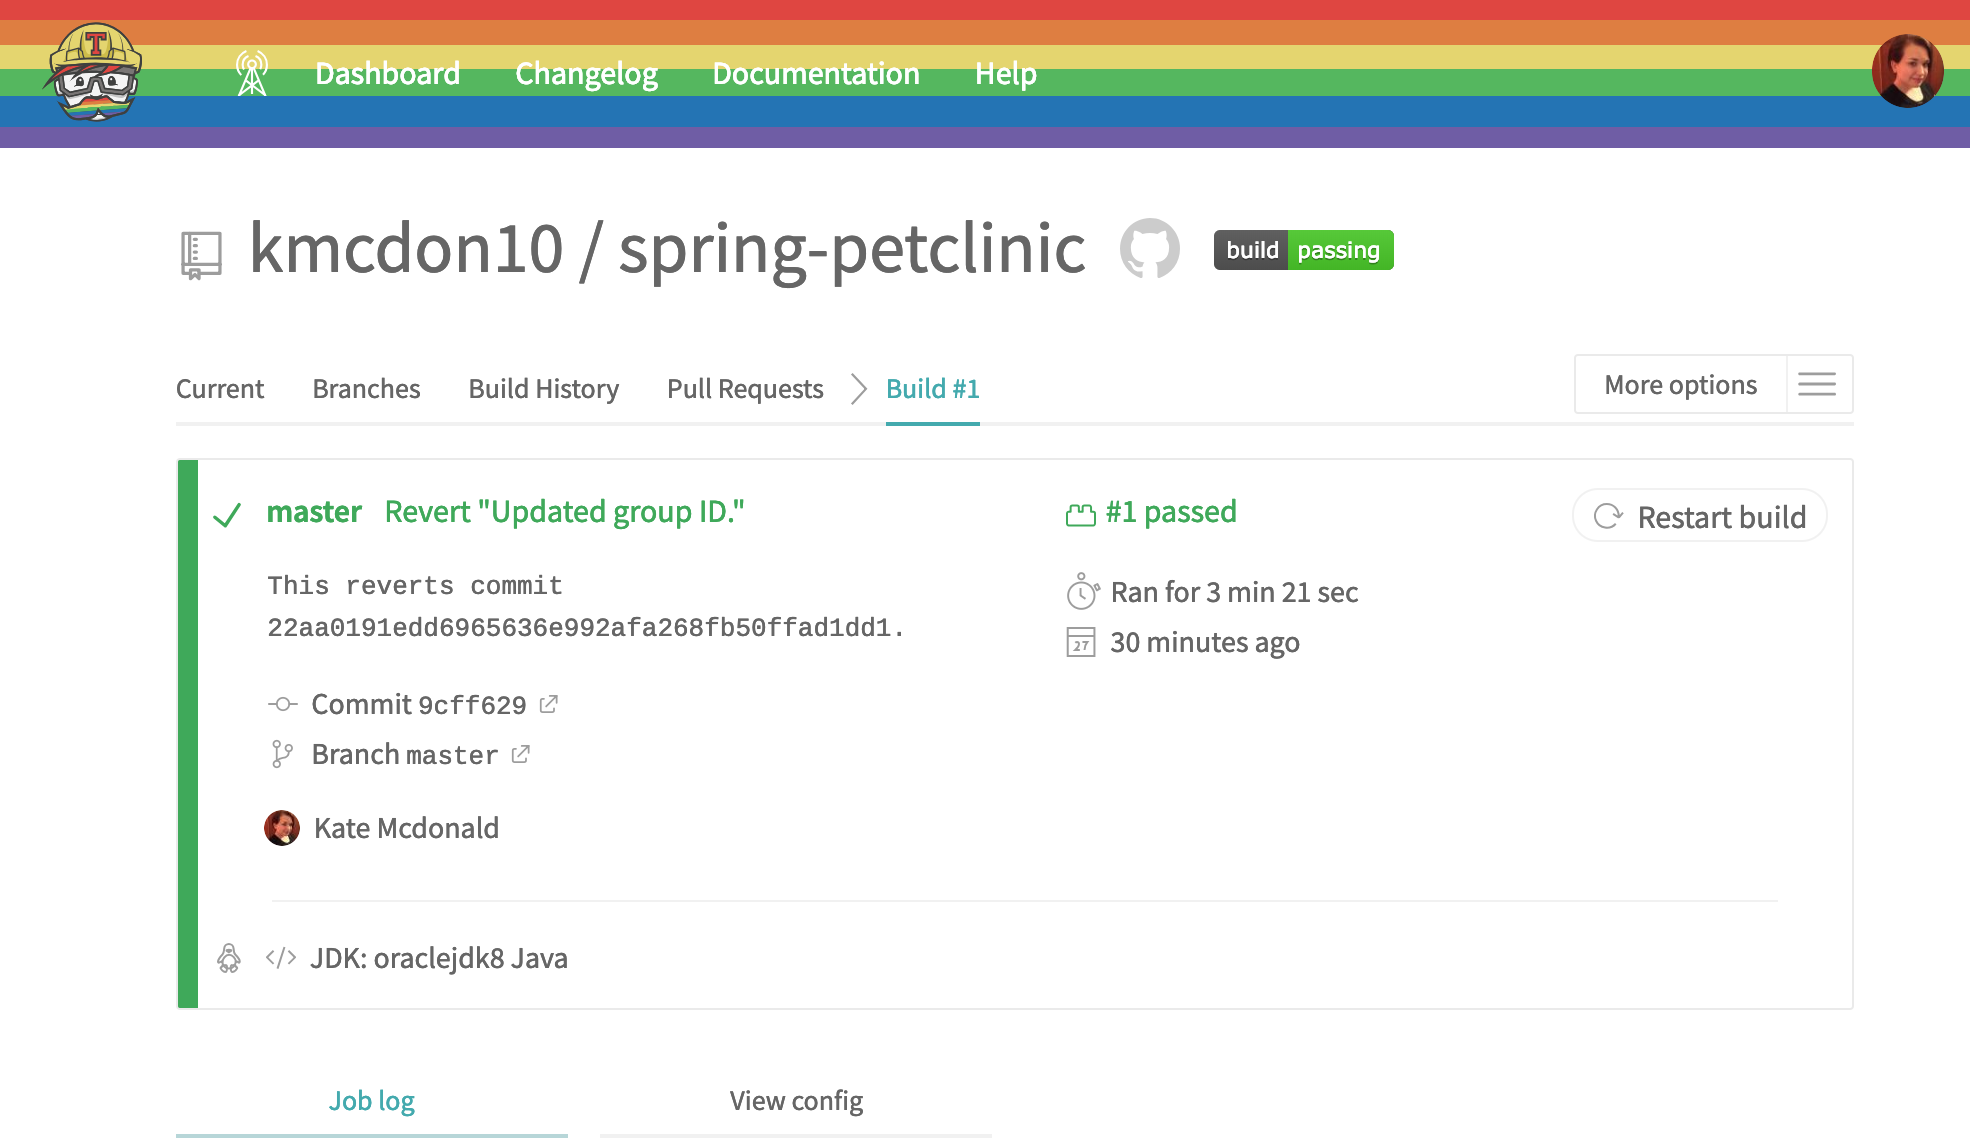 T
Dashboard Changelog Documentation Help
kmcdon10 / spring-petclinic build passing
Current Branches Build History Pull Requests Build #1 More options
master Revert "Updated group ID." #1 passed Restart build
This reverts commit
22aa0191edd6965636e992afa268fb50ffad1dd1.
Ran for 3 min 21 sec
27 30 minutes ago
Commit 9cff629
Branch master
Kate Mcdonald
</> JDK: oraclejdk8 Java
Job log View config